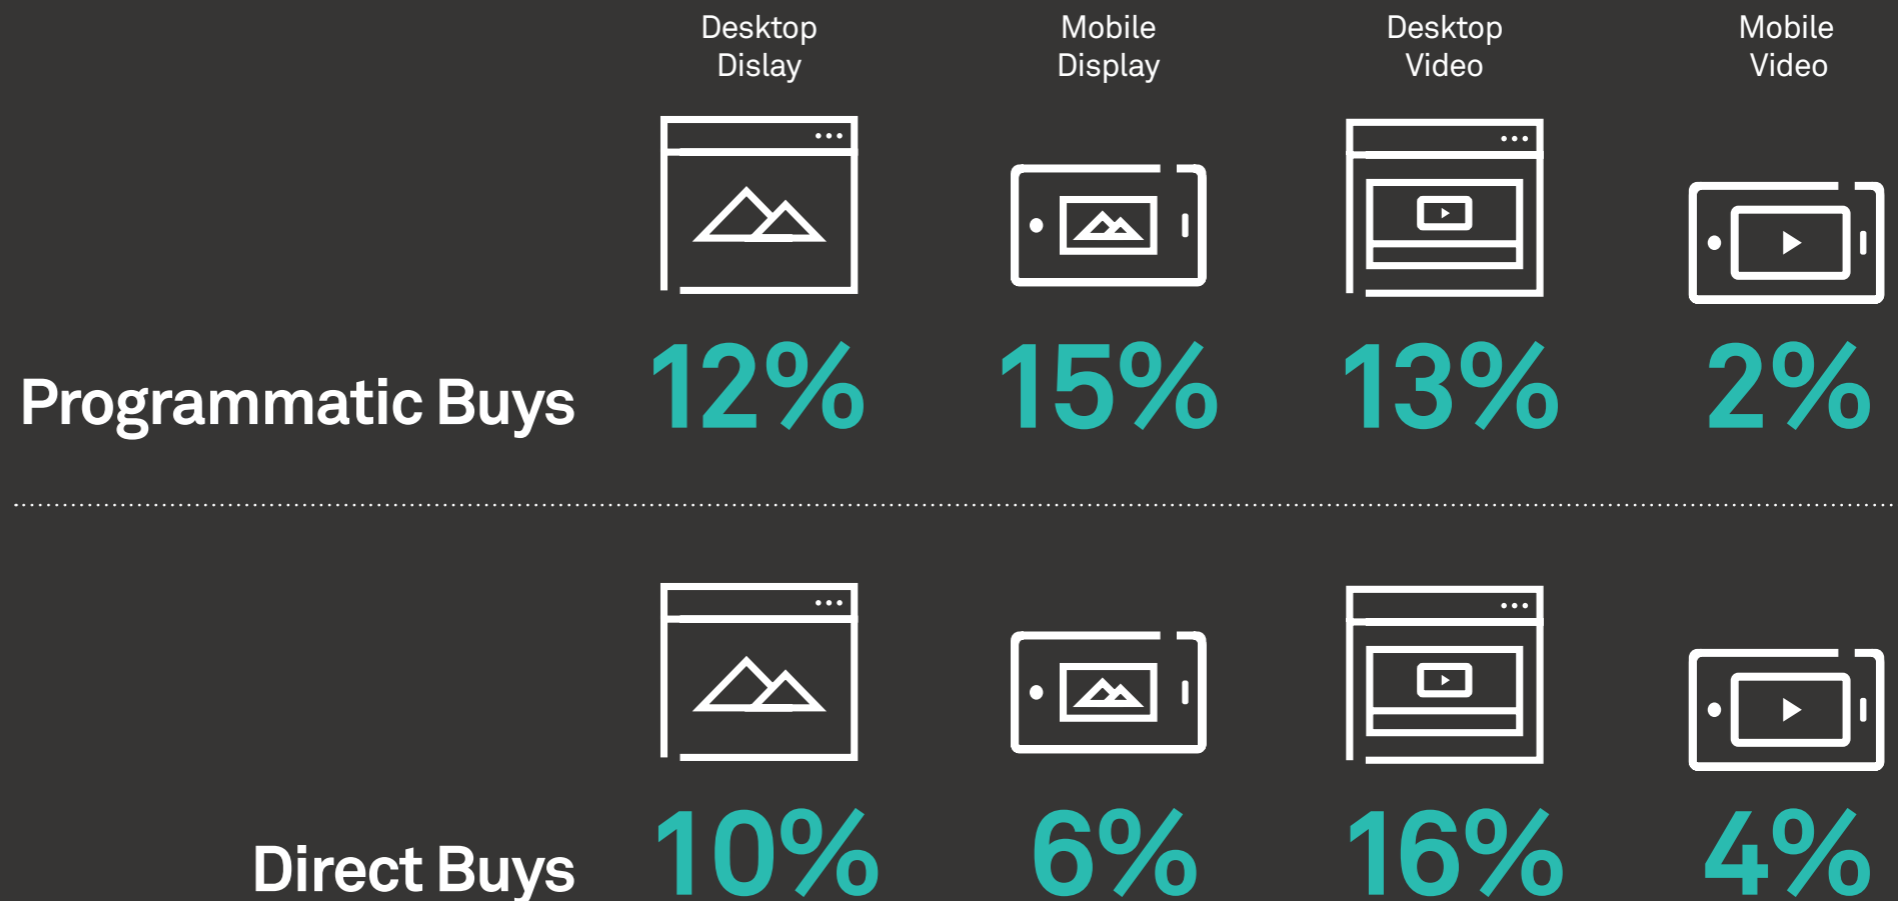 Desktop
Dislay
Mobile
Display
Desktop
Video
Mobile
Video
Programmatic Buys 12% 15% 13% 2%
Direct Buys 10% 6% 16% 4%